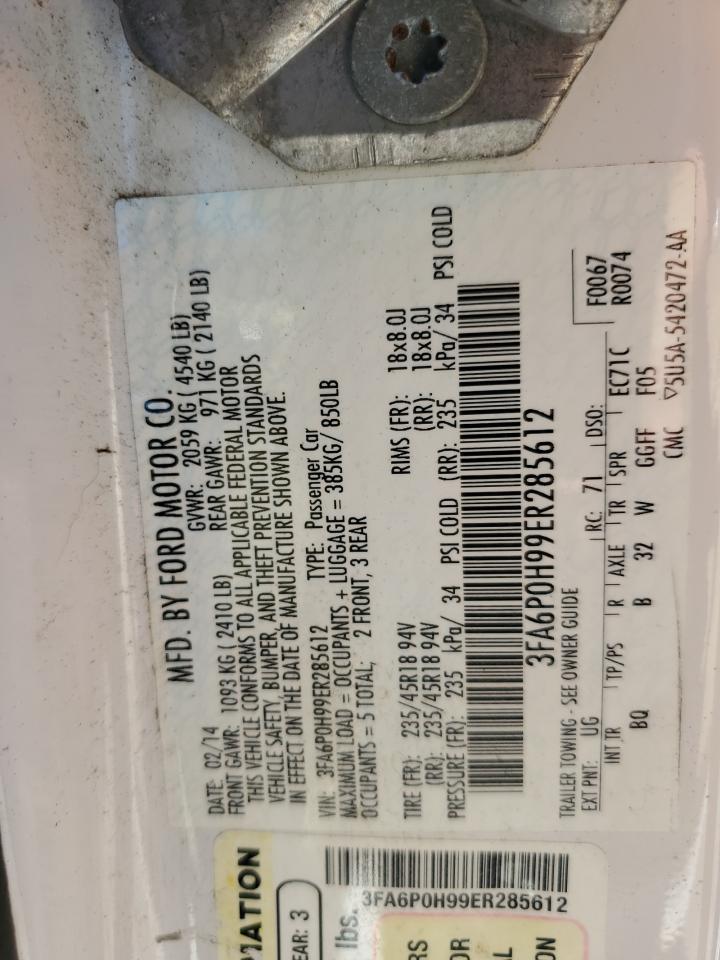 MFD. BY FORD MOTOR CO.
DATE: 02/14 GVWR: 2059 KG ( 4540 LB)
FRONT GAWR: 1093 KG ( 2410 LB) REAR GAWR: 971 KG ( 2140 LB)
THIS VEHICLE CONFORMS TO ALL APPLICABLE FEDERAL MOTOR
VEHICLE SAFETY, BUMPER, AND THEFT PREVENTION STANDARDS
IN EFFECT ON THE DATE OF MANUFACTURE SHOWN ABOVE.
VIN: 3FA6P0H99ER285612 TYPE: Passenger Car
MAXIMUM LOAD = OCCUPANTS + LUGGAGE = 385KG/ 850LB
OCCUPANTS = 5 TOTAL; 2 FRONT, 3 REAR
TIRE (FR): 235/45R18 94V RIMS (FR): 18x8.0J
(RR): 235/45R18 94V (RR): 18x8.0J
PRESSURE (FR): 235 kPa/ 34 PSI COLD (RR): 235 kPa/ 34 PSI COLD
3FA6P0H99ER285612
TRAILER TOWING - SEE OWNER GUIDE
EXT PNT: UG RC: 71 DSO: F0067
R0074
INT TR TP/PS R AXLE TR SPR EC71C
BQ B 32 W GGFF F05
CMC ▽5U5A-5420472-AA
MATION
EAR: 3
lbs.
3FA6P0H99ER285612
RS
OR
L
ON